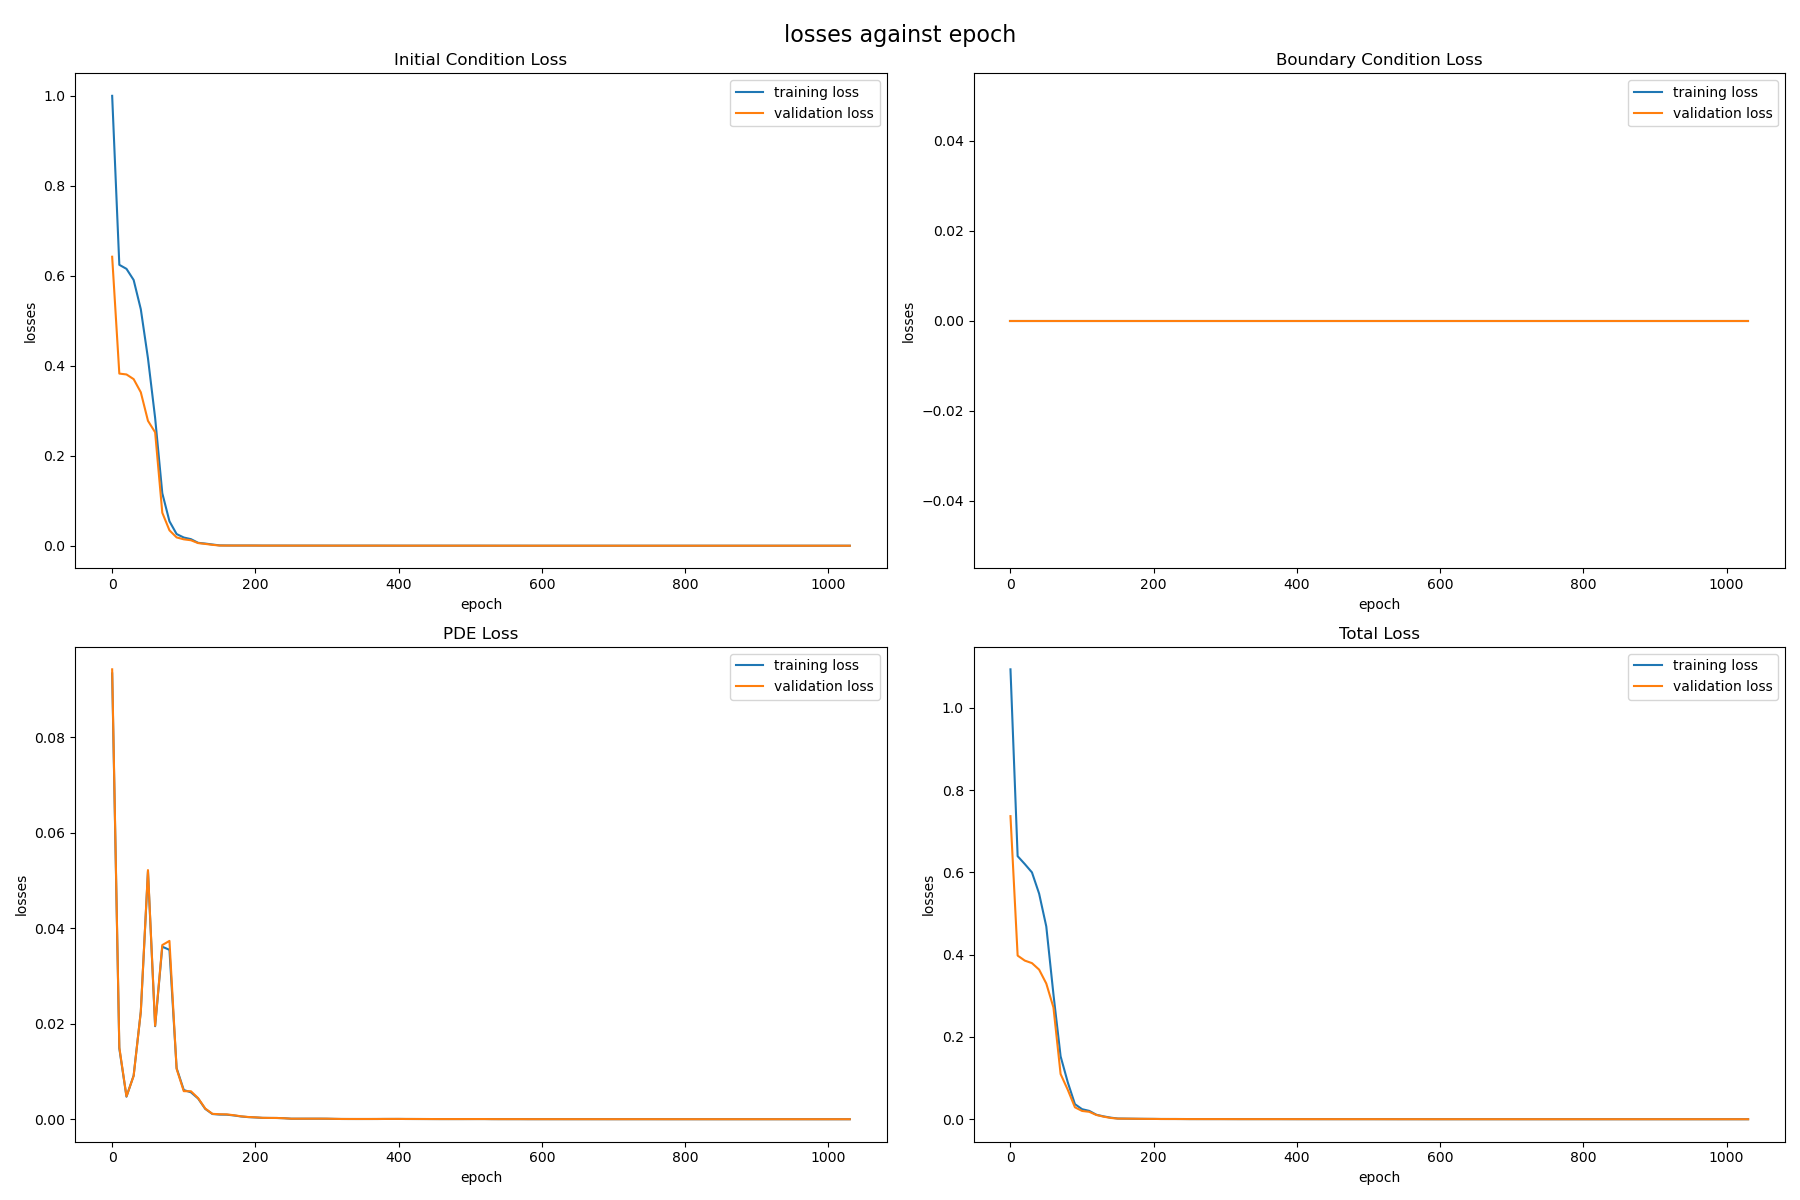 losses against epoch
Initial Condition Loss
training loss
validation loss
1.0
0.8
0.6
0.4
0.2
0.0
losses
0 200 400 600 800 1000
epoch
Boundary Condition Loss
training loss
validation loss
0.04
0.02
0.00
−0.02
−0.04
losses
0 200 400 600 800 1000
epoch
PDE Loss
training loss
validation loss
0.08
0.06
0.04
0.02
0.00
losses
0 200 400 600 800 1000
epoch
Total Loss
training loss
validation loss
1.0
0.8
0.6
0.4
0.2
0.0
losses
0 200 400 600 800 1000
epoch